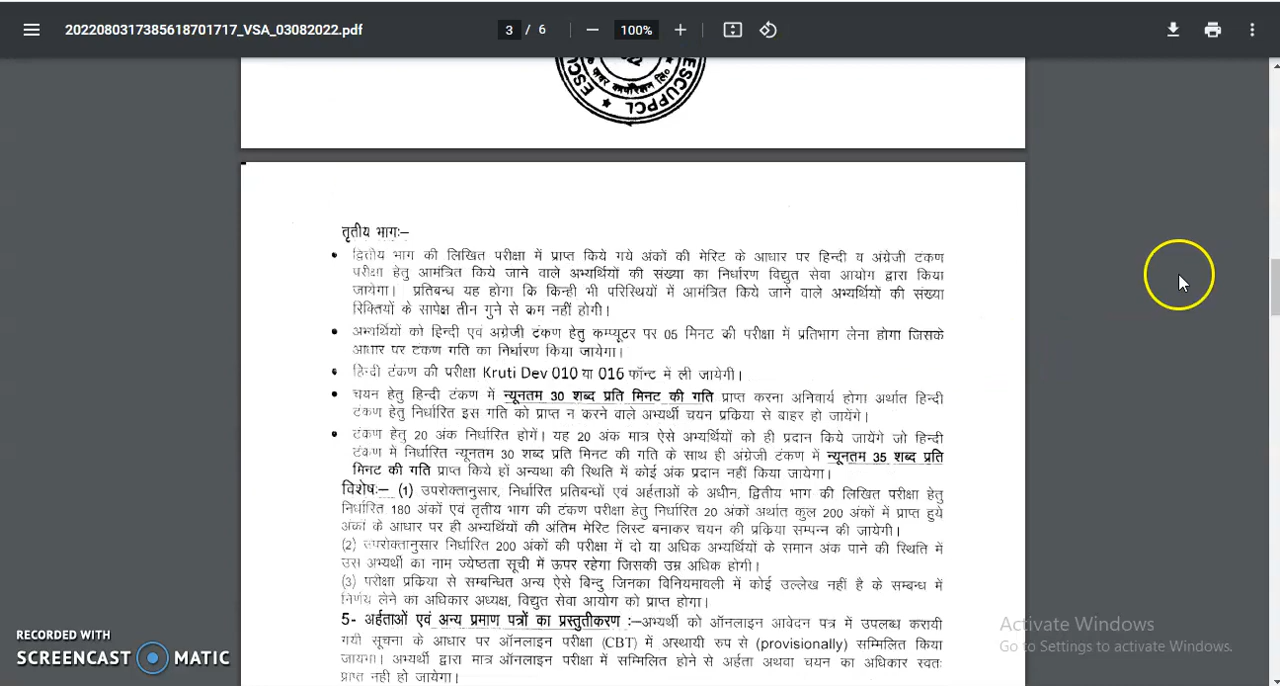 20220803173856187017​17_VSA_03082022.pdf
3 / 6
100%
ESCUPPCL
पावर कार्पोरेशन लि०
तृतीय भागः–
द्वितीय भाग की लिखित परीक्षा में प्राप्त किये गये अंकों की मेरिट के आधार पर हिन्दी व अंग्रेजी टंकण
परीक्षा हेतु आमंत्रित किये जाने वाले अभ्यर्थियों की संख्या का निर्धारण विद्युत सेवा आयोग द्वारा किया
जायेगा। प्रतिबन्ध यह होगा कि किन्ही भी परिस्थियों में आमंत्रित किये जाने वाले अभ्यर्थियों की संख्या
रिक्तियों के सापेक्ष तीन गुने से कम नहीं होगी।
अभ्यर्थियों को हिन्दी एवं अंग्रेजी टंकण हेतु कम्प्यूटर पर 05 मिनट की परीक्षा में प्रतिभाग लेना होगा जिसके
आधार पर टंकण गति का निर्धारण किया जायेगा।
हिन्दी टंकण की परीक्षा Kruti Dev 010 या 016 फॉन्ट में ली जायेगी।
चयन हेतु हिन्दी टंकण में न्यूनतम 30 शब्द प्रति मिनट की गति प्राप्त करना अनिवार्य होगा अर्थात हिन्दी
टंकण हेतु निर्धारित इस गति को प्राप्त न करने वाले अभ्यर्थी चयन प्रकिया से बाहर हो जायेंगे।
टंकण हेतु 20 अंक निर्धारित होगें। यह 20 अंक मात्र ऐसे अभ्यर्थियों को ही प्रदान किये जायेंगे जो हिन्दी
टंकण में निर्धारित न्यूनतम 30 शब्द प्रति मिनट की गति के साथ ही अंग्रेजी टंकण में न्यूनतम 35 शब्द प्रति
मिनट की गति प्राप्त किये हों अन्यथा की स्थिति में कोई अंक प्रदान नहीं किया जायेगा।
विशेषः– (1) उपरोक्तानुसार, निर्धारित प्रतिबन्धों एवं अर्हताओं के अधीन, द्वितीय भाग की लिखित परीक्षा हेतु
निर्धारित 180 अंकों एवं तृतीय भाग की टंकण परीक्षा हेतु निर्धारित 20 अंकों अर्थात कुल 200 अंकों में प्राप्त हुये
अंकों के आधार पर ही अभ्यर्थियों की अंतिम मेरिट लिस्ट बनाकर चयन की प्रकिया सम्पन्न की जायेगी।
(2) उपरोक्तानुसार निर्धारित 200 अंकों की परीक्षा में दो या अधिक अभ्यर्थियों के समान अंक पाने की स्थिति में
उस अभ्यर्थी का नाम ज्येष्ठता सूची में ऊपर रहेगा जिसकी उम्र अधिक होगी।
(3) परीक्षा प्रकिया से सम्बन्धित अन्य ऐसे बिन्दु जिनका विनियमावली में कोई उल्लेख नहीं है के सम्बन्ध में
निर्णय लेने का अधिकार अध्यक्ष, विद्युत सेवा आयोग को प्राप्त होगा।
5- अर्हताओं एवं अन्य प्रमाण पत्रों का प्रस्तुतीकरण :–अभ्यर्थी को ऑनलाइन आवेदन पत्र में उपलब्ध करायी
गयी सूचना के आधार पर ऑनलाइन परीक्षा (CBT) में अस्थायी रुप से (provisionally) सम्मिलित किया
जायगा। अभ्यर्थी द्वारा मात्र ऑनलाइन परीक्षा में सम्मिलित होने से अर्हता अथवा चयन का अधिकार स्वतः
प्राप्त नही हो जायेगा।
Activate Windows
Go to Settings to activate Windows.
RECORDED WITH
SCREENCAST MATIC